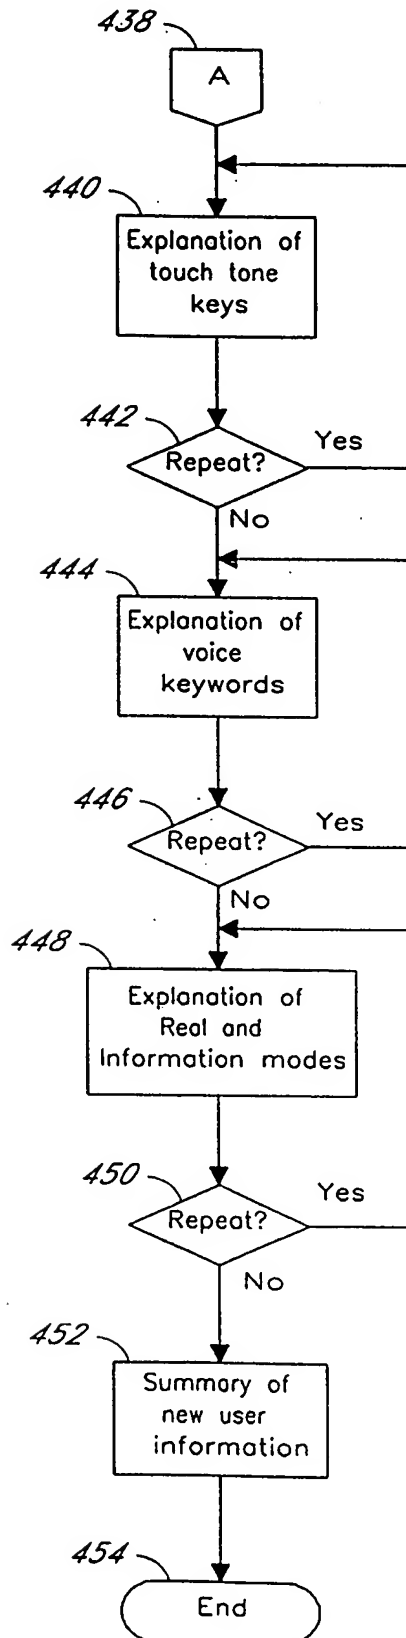 438
A
440
Explanation of
touch tone
keys
442
Repeat?
Yes
No
444
Explanation of
voice
keywords
446
Repeat?
Yes
No
448
Explanation of
Real and
Information modes
450
Repeat?
Yes
No
452
Summary of
new user
information
454
End